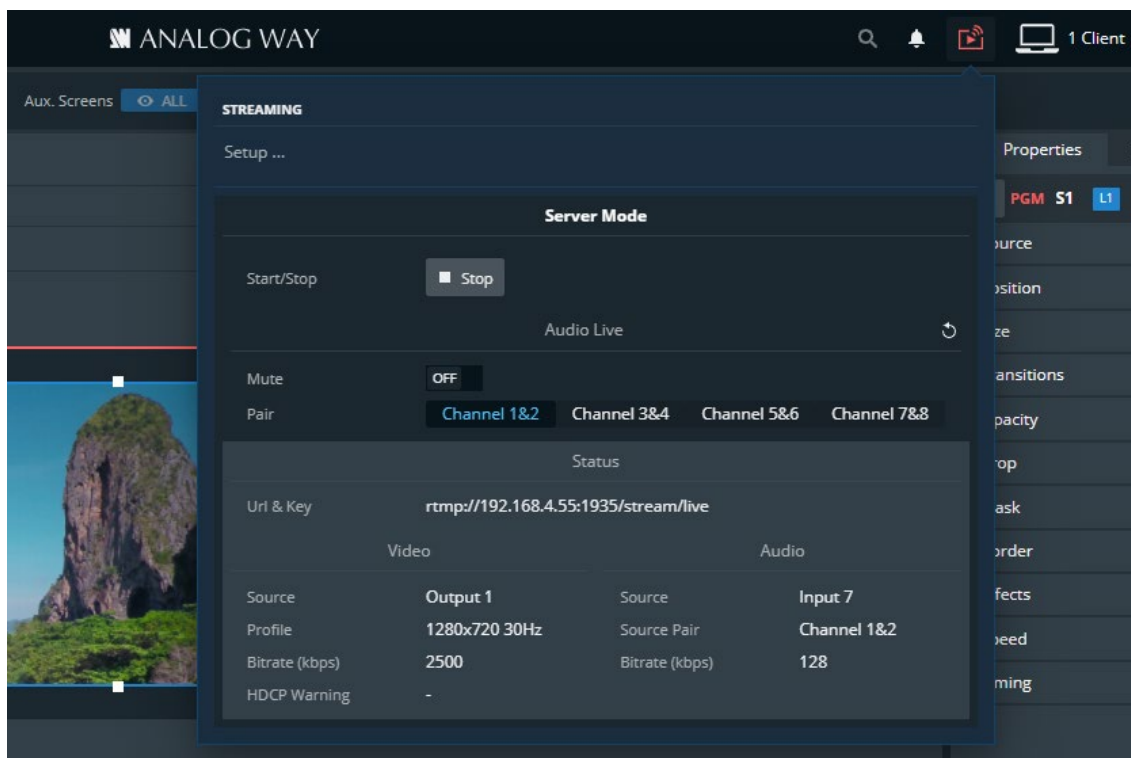 ANALOG WAY
1 Client
Aux. Screens ALL
STREAMING
Setup ...
Properties
PGM S1 L1
Server Mode
Start/Stop Stop
Audio Live
Mute OFF
Pair Channel 1&2 Channel 3&4 Channel 5&6 Channel 7&8
Status
Url & Key rtmp://192.168.4.55:1935/stream/live
Video Audio
Source Output 1 Source Input 7
Profile 1280x720 30Hz Source Pair Channel 1&2
Bitrate (kbps) 2500 Bitrate (kbps) 128
HDCP Warning -